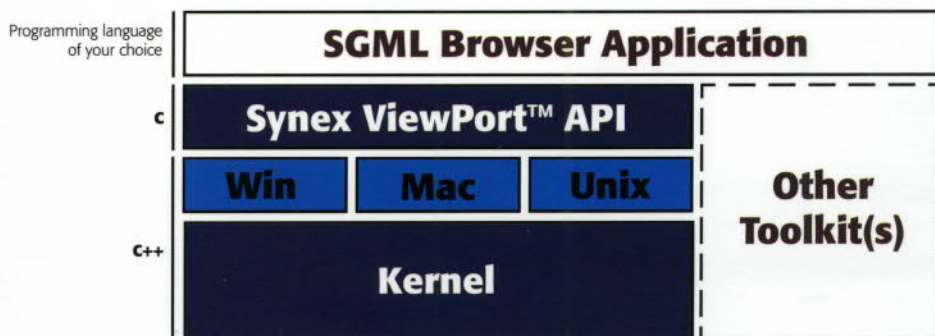 Programming language
of your choice
SGML Browser Application
c
Synex ViewPort™ API
Win
Mac
Unix
Other
Toolkit(s)
c++
Kernel